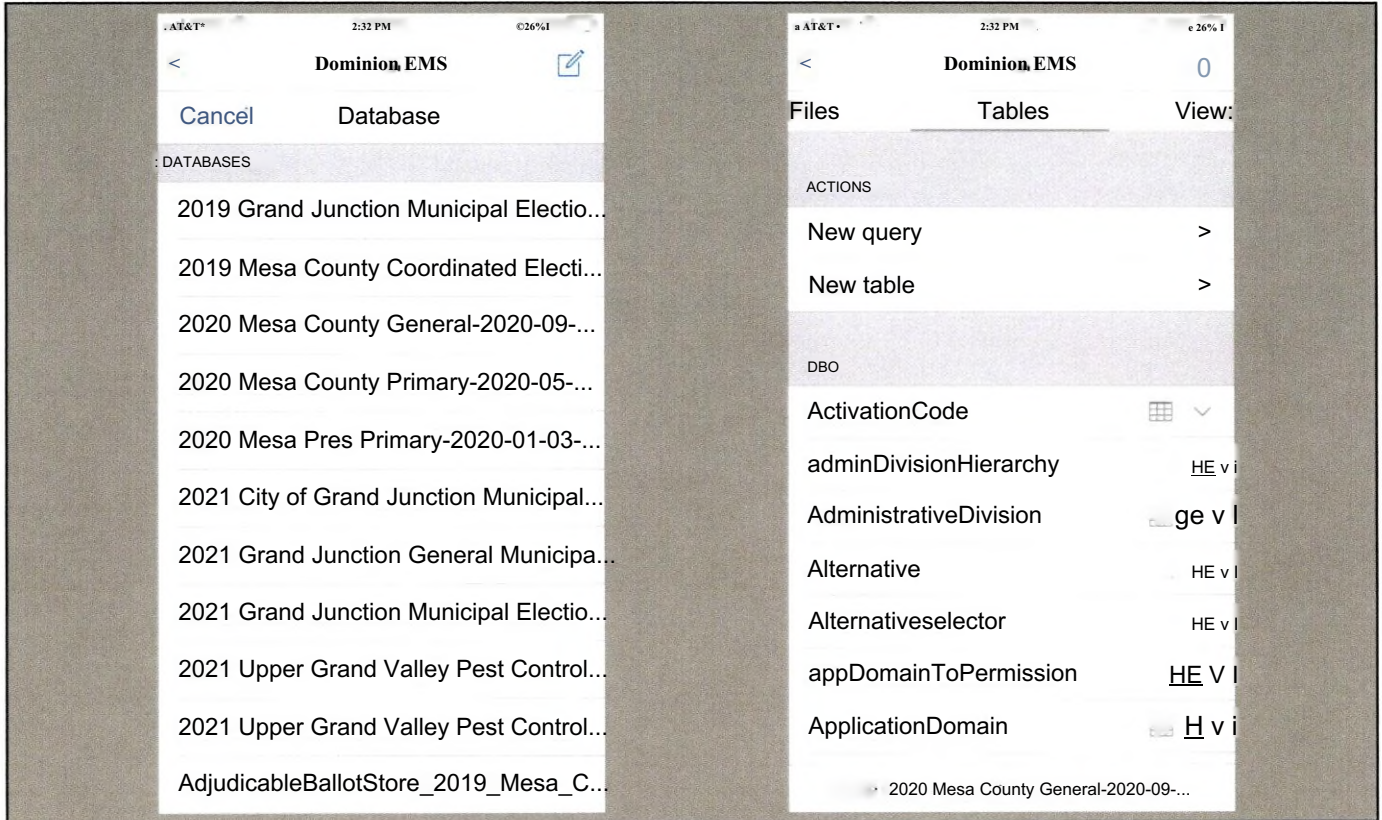 . AT&T* 2:32 PM ©26%I
< Dominion EMS
Cancel Database
: DATABASES
2019 Grand Junction Municipal Electio...
2019 Mesa County Coordinated Electi...
2020 Mesa County General-2020-09-...
2020 Mesa County Primary-2020-05-...
2020 Mesa Pres Primary-2020-01-03-...
2021 City of Grand Junction Municipal...
2021 Grand Junction General Municipa...
2021 Grand Junction Municipal Electio...
2021 Upper Grand Valley Pest Control...
2021 Upper Grand Valley Pest Control...
AdjudicableBallotStore_2019_Mesa_C...
a AT&T • 2:32 PM e 26% I
< Dominion EMS 0
Files Tables View:
ACTIONS
New query >
New table >
DBO
ActivationCode
adminDivisionHierarchy HE v i
AdministrativeDivision ge v I
Alternative HE v I
Alternativeselector HE v I
appDomainToPermission HE V I
ApplicationDomain H v i
2020 Mesa County General-2020-09-...